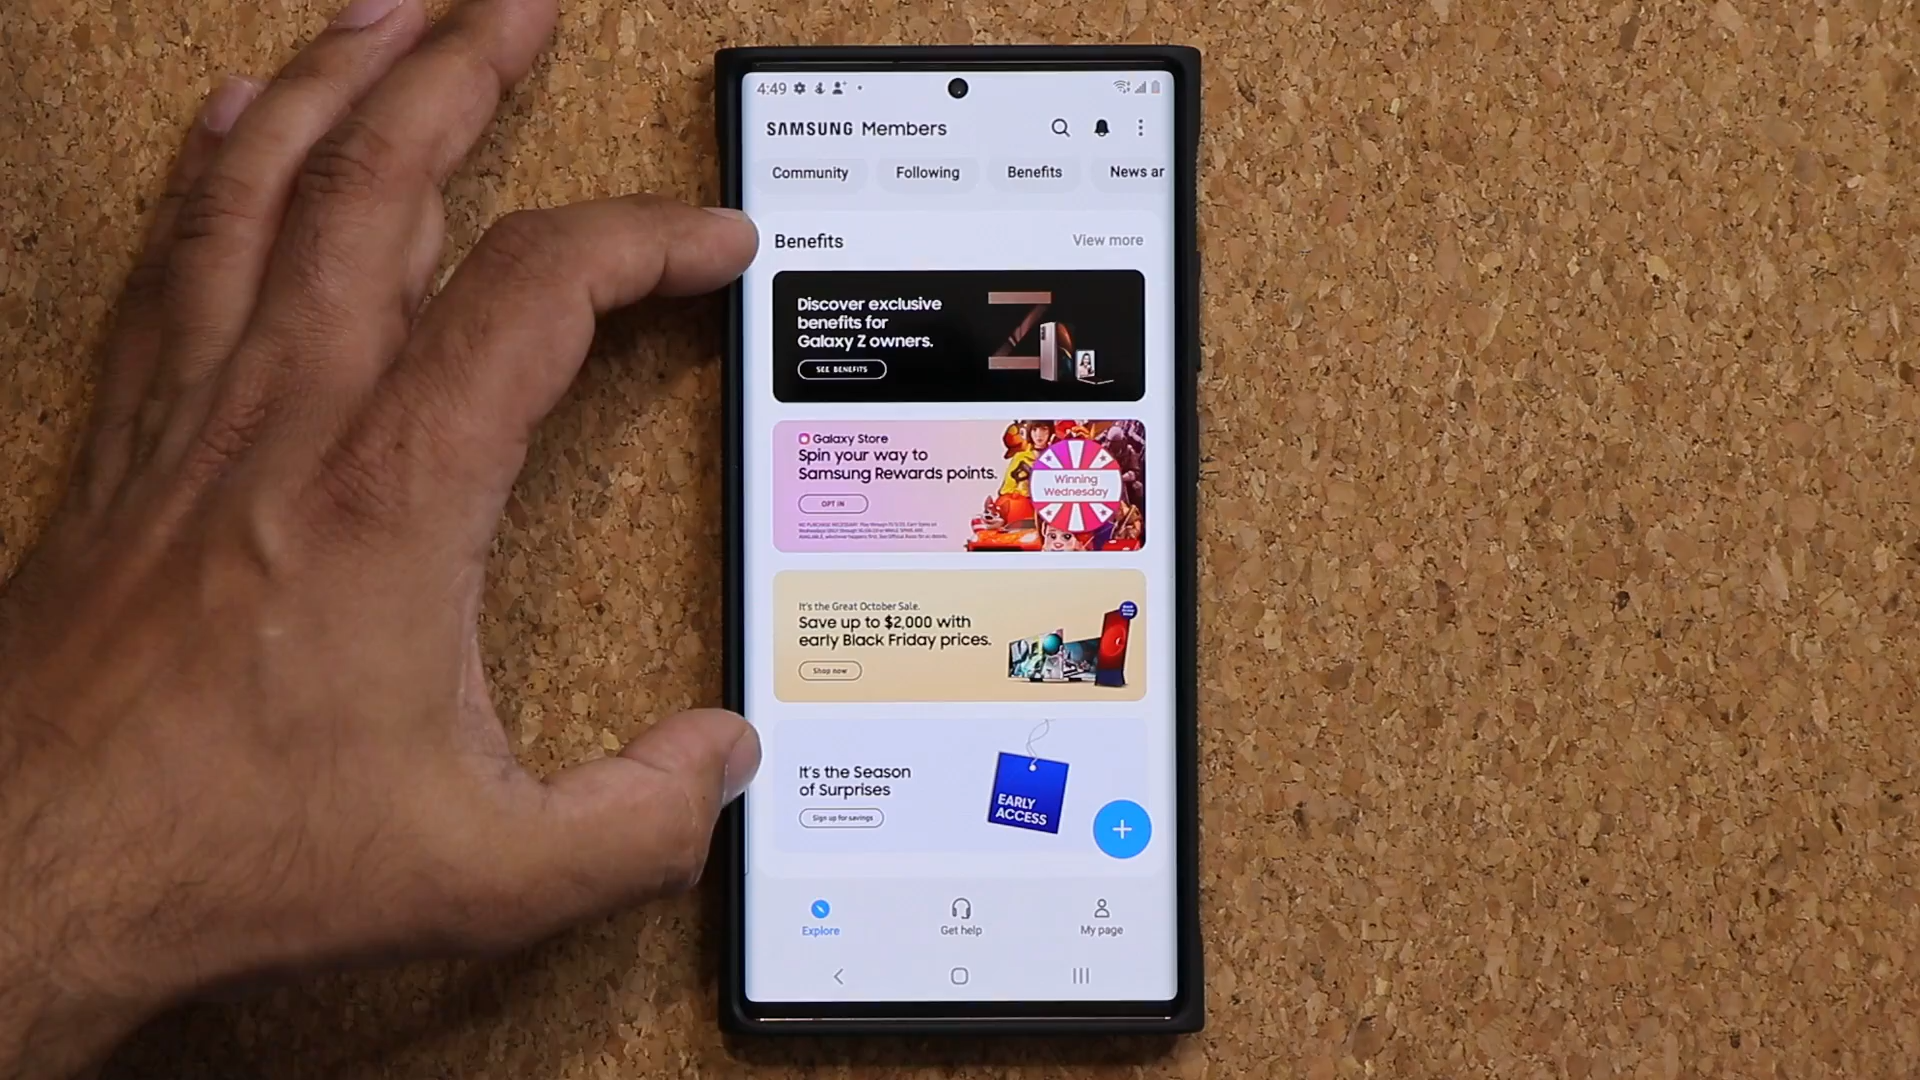 4:49
SAMSUNG Members
Community Following Benefits News ar
Benefits View more
Discover exclusive
benefits for
Galaxy Z owners.
SEE BENEFITS
Z
Galaxy Store
Spin your way to
Samsung Rewards points.
OPT IN
Winning
Wednesday
It's the Great October Sale.
Save up to $2,000 with
early Black Friday prices.
Shop now
It's the Season
of Surprises
Sign up for savings
EARLY
ACCESS
Explore Get help My page